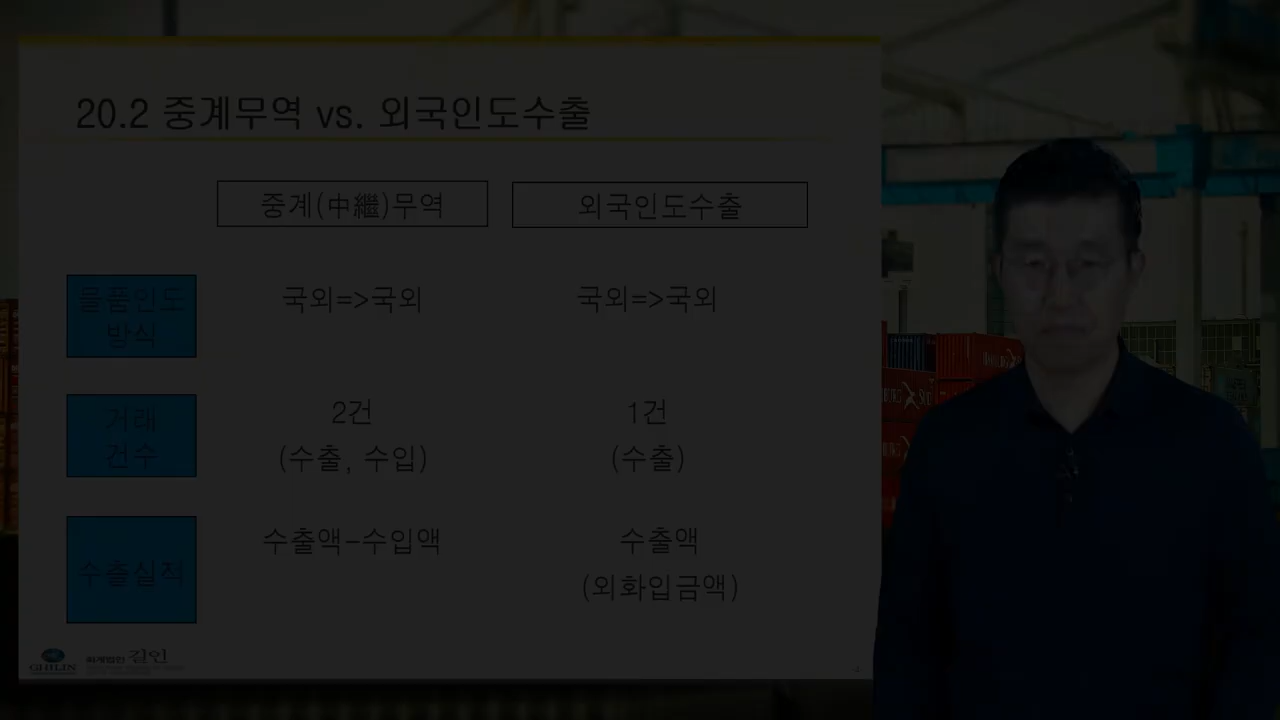 20.2 중계무역 vs. 외국인도수출
중계(中繼)무역
외국인도수출
물품인도
방식
국외=>국외
국외=>국외
거래
건수
2건
(수출, 수입)
1건
(수출)
수출실적
수출액-수입액
수출액
(외화입금액)
GHILIN
회계법인 길인